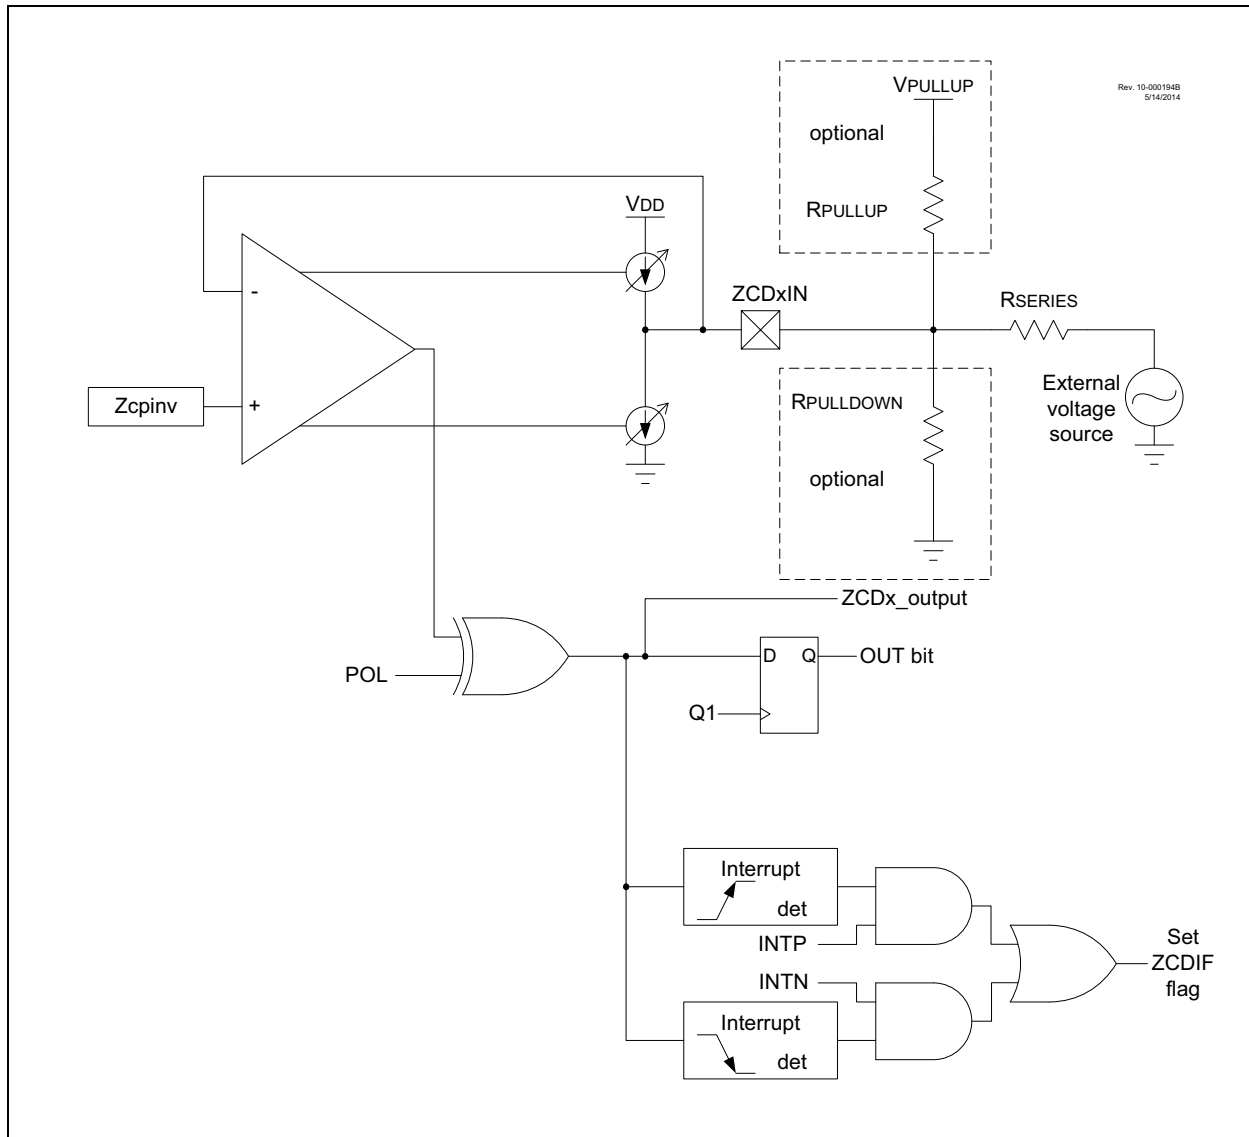 Rev. 10-000194B
5/14/2014
VPULLUP
optional
RPULLUP
VDD
-
ZCDxIN
RSERIES
Zcpinv
+
RPULLDOWN
External
voltage
source
optional
ZCDx_output
POL
D
Q
OUT bit
Q1
Interrupt
det
INTP
Set
ZCDIF
flag
INTN
Interrupt
det